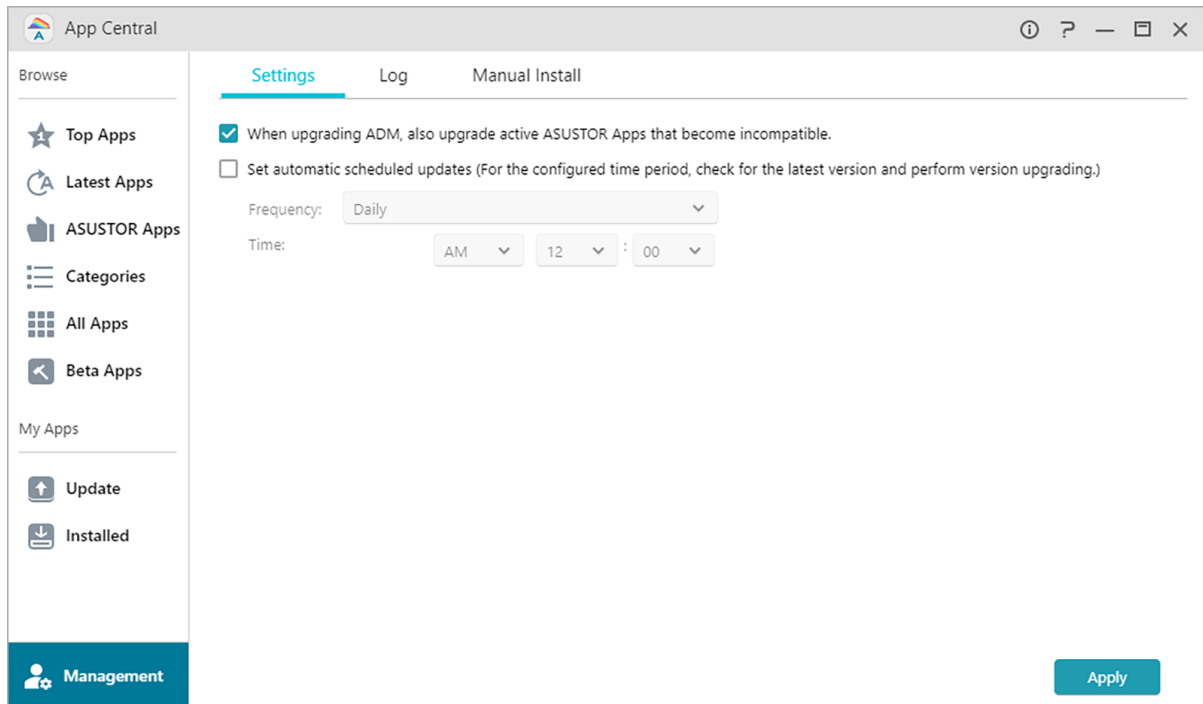 App Central
Browse
Top Apps
Latest Apps
ASUSTOR Apps
Categories
All Apps
Beta Apps
My Apps
Update
Installed
Management
Settings Log Manual Install
When upgrading ADM, also upgrade active ASUSTOR Apps that become incompatible.
Set automatic scheduled updates (For the configured time period, check for the latest version and perform version upgrading.)
Frequency: Daily
Time: AM 12 : 00
Apply